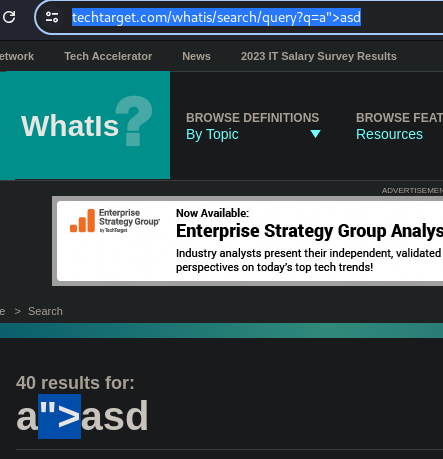 techtarget.com/whatis/search/query?q=a">asd
etwork Tech Accelerator News 2023 IT Salary Survey Results
WhatIs?
BROWSE DEFINITIONS BROWSE FEAT
By Topic Resources
ADVERTISEMEN
Enterprise
Strategy Group™
by TechTarget
Now Available:
Enterprise Strategy Group Analys
Industry analysts present their independent, validated
perspectives on today's top tech trends!
e > Search
40 results for:
a">asd